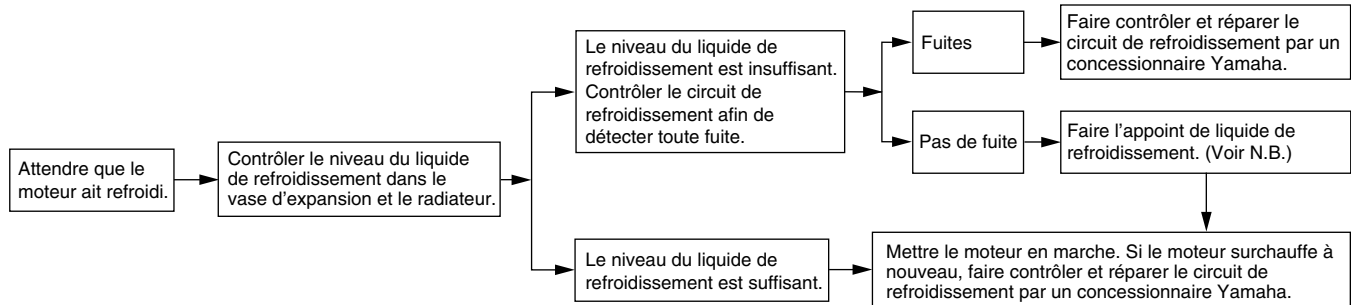 Attendre que le
moteur ait refroidi.
Contrôler le niveau du liquide
de refroidissement dans le
vase d'expansion et le radiateur.
Le niveau du liquide de
refroidissement est insuffisant.
Contrôler le circuit de
refroidissement afin de
détecter toute fuite.
Fuites
Faire contrôler et réparer le
circuit de refroidissement par un
concessionnaire Yamaha.
Pas de fuite
Faire l'appoint de liquide de
refroidissement. (Voir N.B.)
Le niveau du liquide de
refroidissement est suffisant.
Mettre le moteur en marche. Si le moteur surchauffe à
nouveau, faire contrôler et réparer le circuit de
refroidissement par un concessionnaire Yamaha.